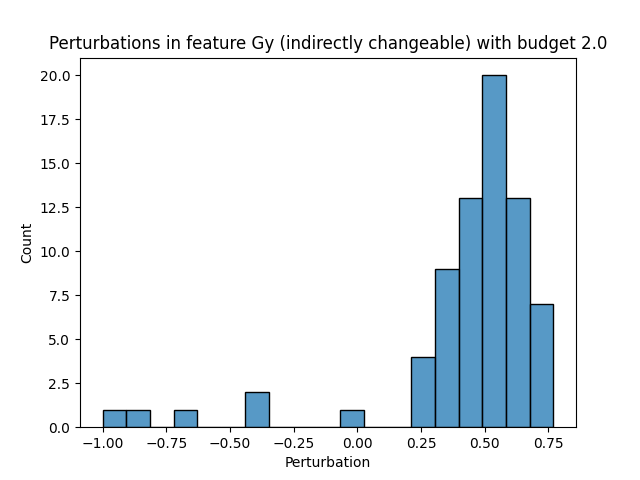 Perturbations in feature Gy (indirectly changeable) with budget 2.0
20.0
17.5
15.0
12.5
10.0
7.5
5.0
2.5
0.0
Count
−1.00 −0.75 −0.50 −0.25 0.00 0.25 0.50 0.75
Perturbation